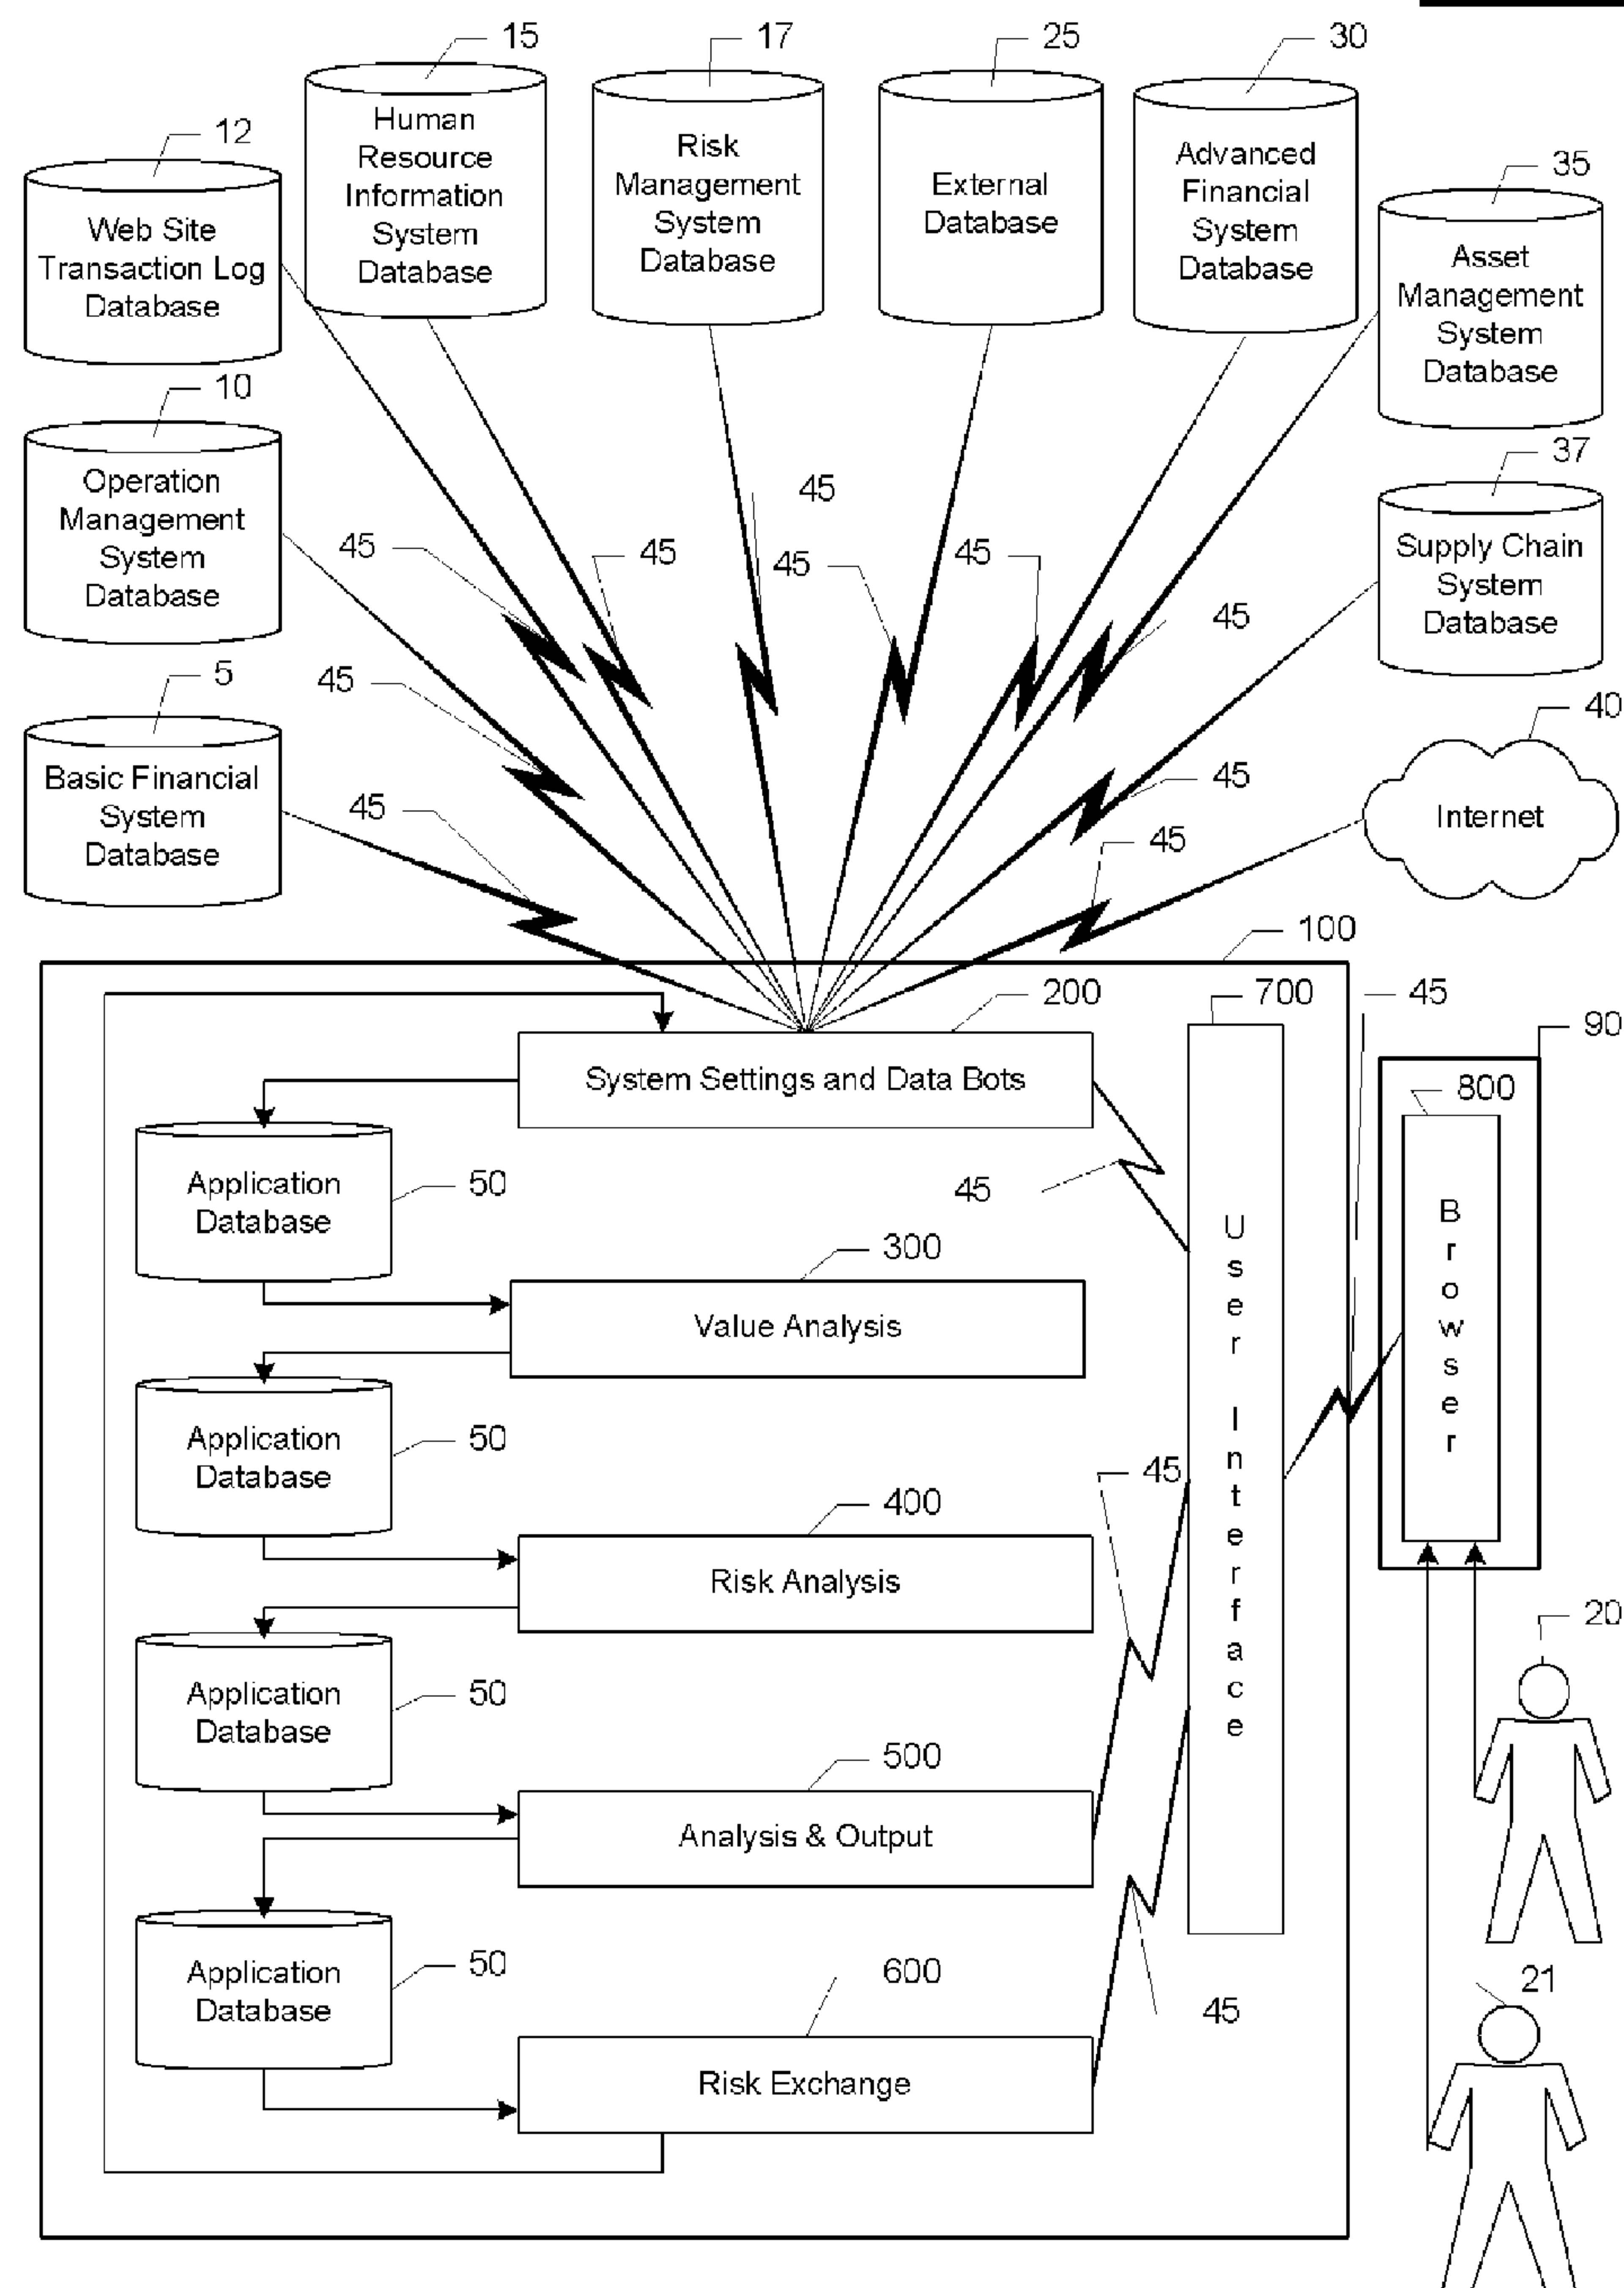 15
17
25
30
12
35
Human
Resource
Information
System
Database
Risk
Management
System
Database
External
Database
Advanced
Financial
System
Database
Web Site
Transaction Log
Database
Asset
Management
System
Database
10
37
Operation
Management
System
Database
Supply Chain
System
Database
45
45
45
45
45
45
45
45
45
45
5
40
Basic Financial
System
Database
Internet
100
200
700
45
90
System Settings and Data Bots
800
Application
Database
50
45
User Interface
Browser
300
Value Analysis
Application
Database
50
45
400
Risk Analysis
20
Application
Database
50
500
Analysis & Output
Application
Database
50
600
21
45
Risk Exchange